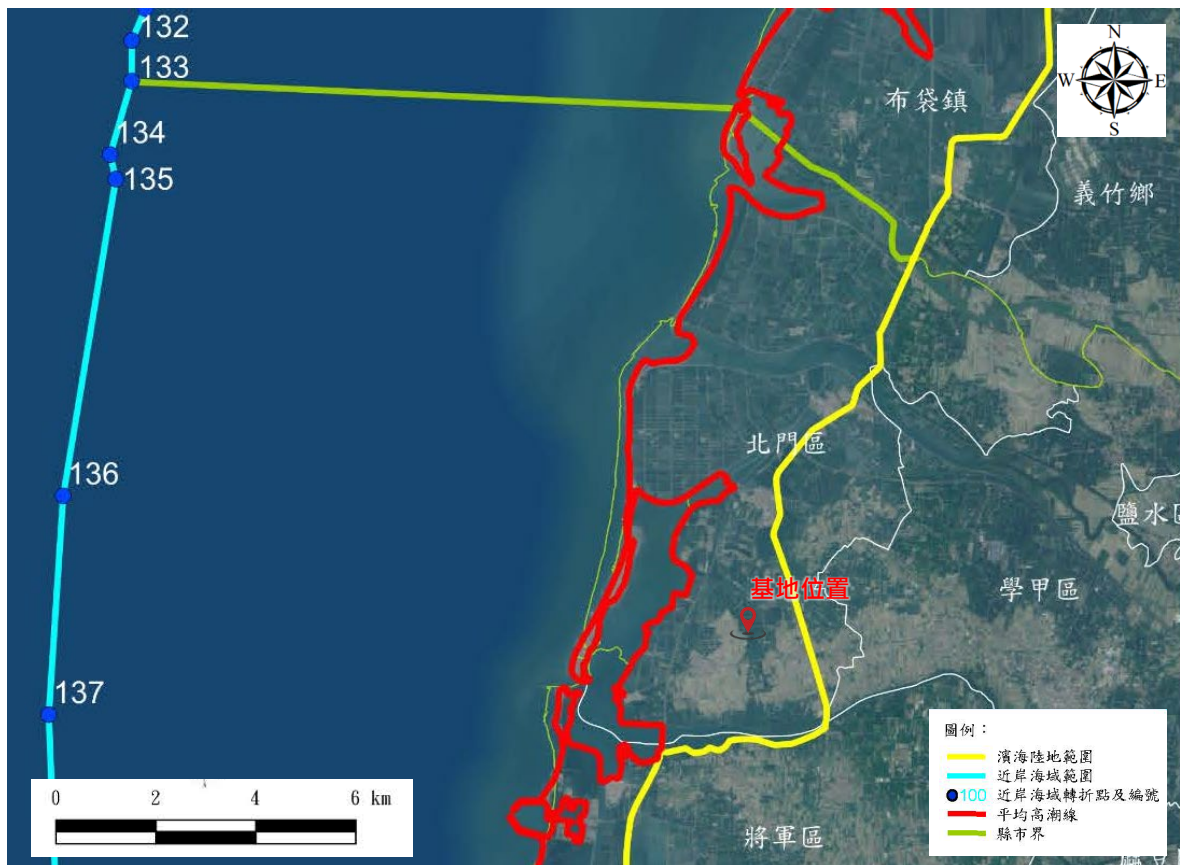 132
133
134
135
136
137
N
W
E
S
布袋鎮
義竹鄉
北門區
鹽水
學甲區
基地位置
將軍區
圖例：
濱海陸地範圍
近岸海域範圍
100 近岸海域轉折點及編號
平均高潮線
縣市界
0 2 4 6 km